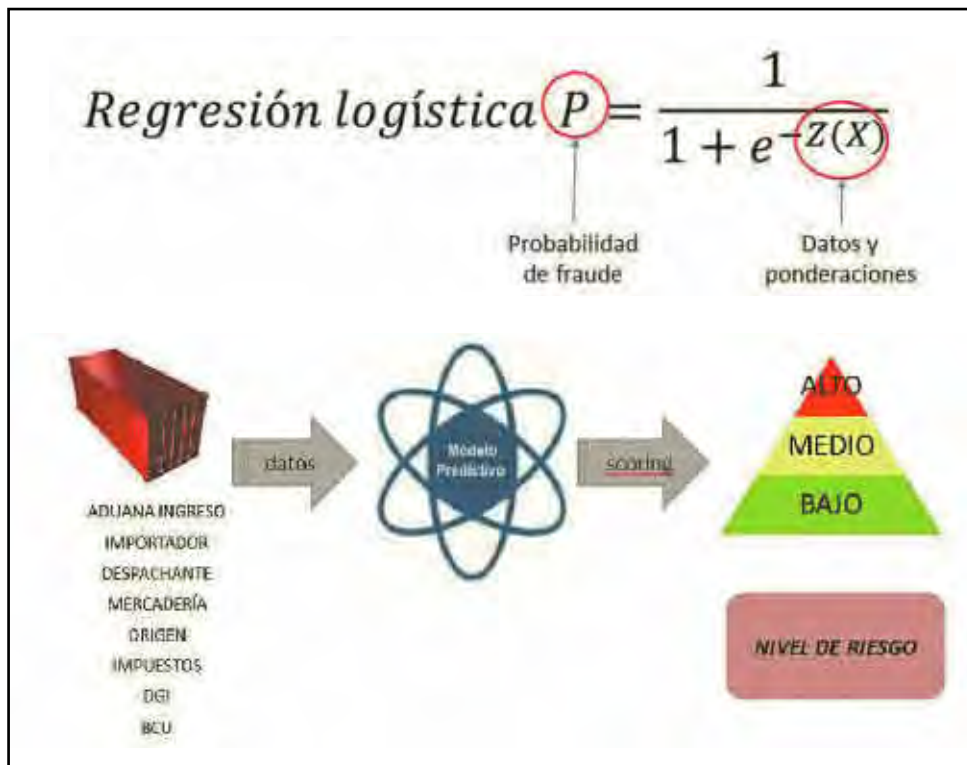 Regresión logística P = 1 / 1 + e^-Z(X)
Probabilidad
de fraude
Datos y
ponderaciones
datos
Modelo
Predictivo
scoring
ALTO
MEDIO
BAJO
ADUANA INGRESO
IMPORTADOR
DESPACHANTE
MERCADERÍA
ORIGEN
IMPUESTOS
DGI
BCU
NIVEL DE RIESGO